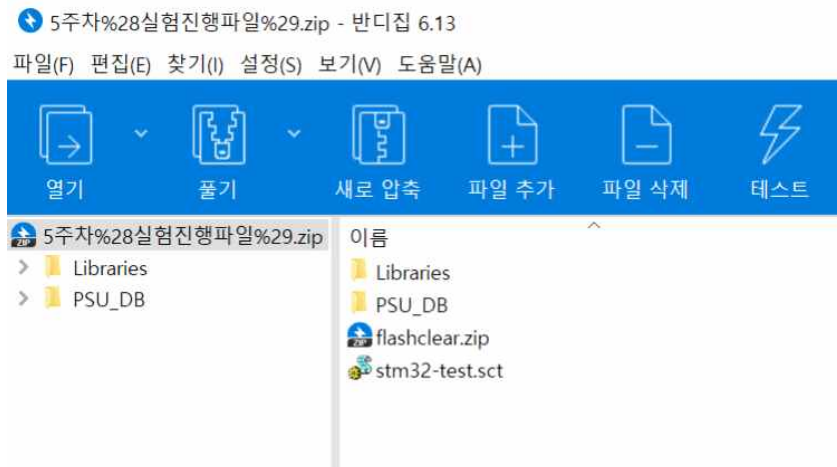 5주차%28실험진행파일%29.zip - 반디집 6.13
파일(F) 편집(E) 찾기(I) 설정(S) 보기(V) 도움말(A)
열기 풀기 새로 압축 파일 추가 파일 삭제 테스트
5주차%28실험진행파일%29.zip
Libraries
PSU_DB
이름
Libraries
PSU_DB
flashclear.zip
stm32-test.sct